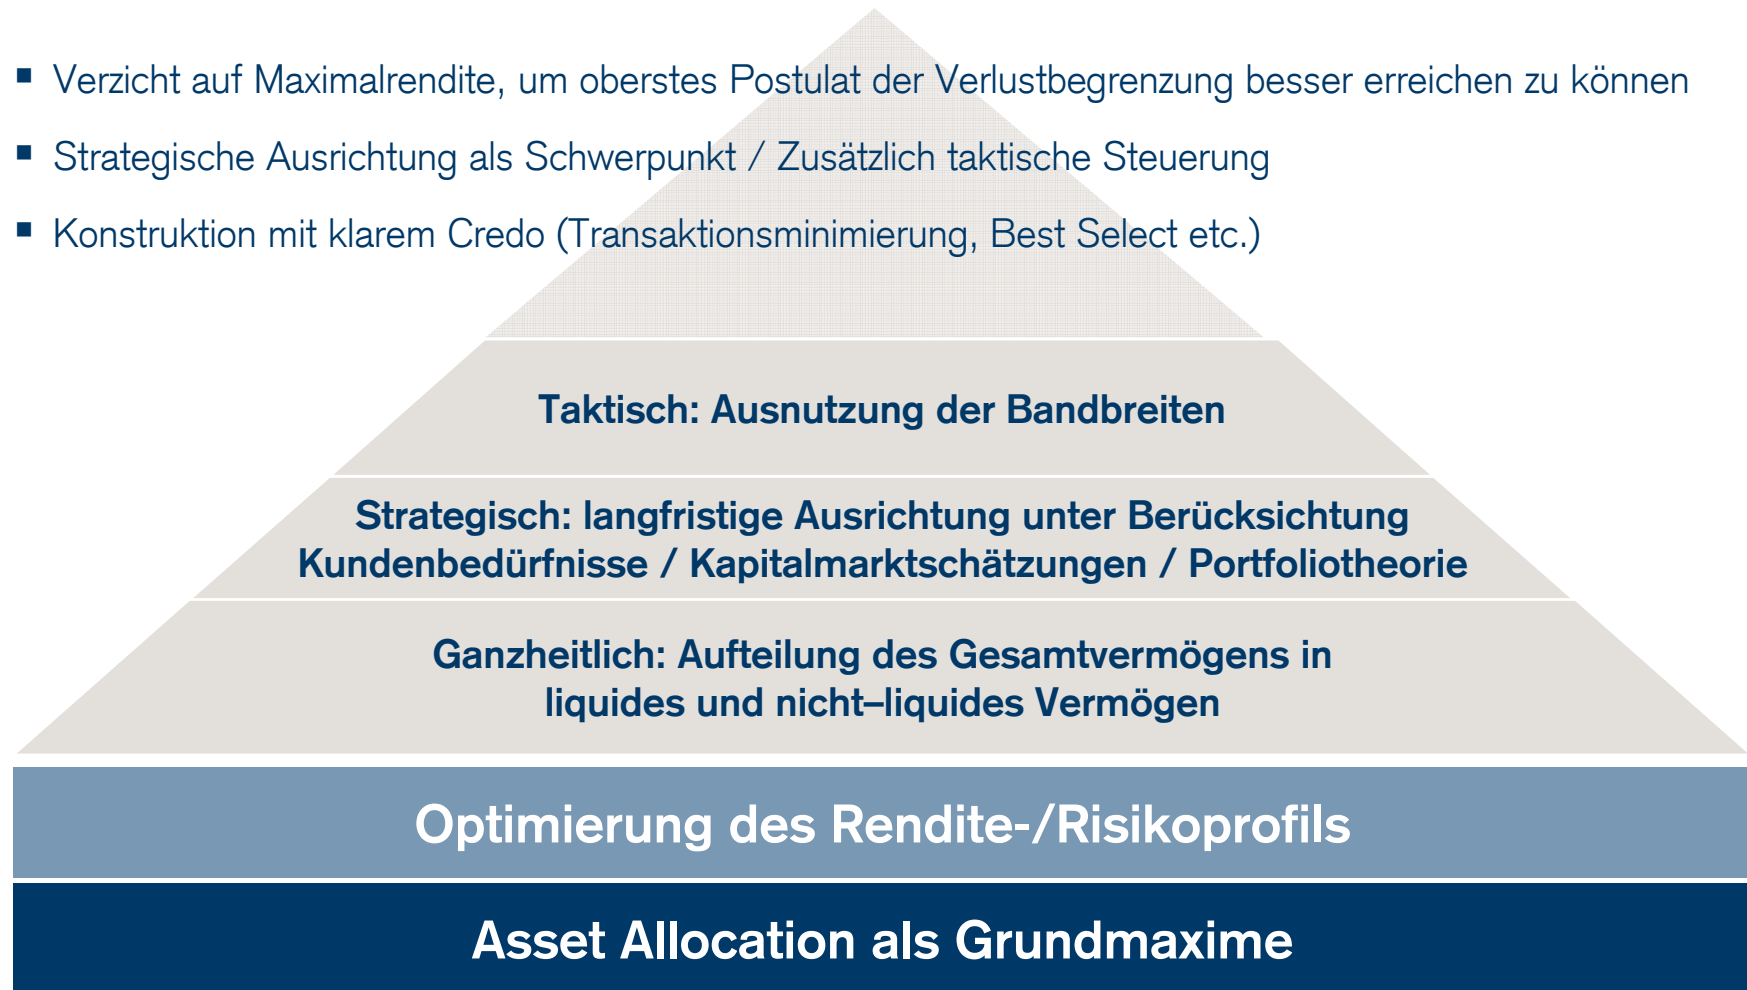 ▪ Verzicht auf Maximalrendite, um oberstes Postulat der Verlustbegrenzung besser erreichen zu können
▪ Strategische Ausrichtung als Schwerpunkt / Zusätzlich taktische Steuerung
▪ Konstruktion mit klarem Credo (Transaktionsminimierung, Best Select etc.)
Taktisch: Ausnutzung der Bandbreiten
Strategisch: langfristige Ausrichtung unter Berücksichtung
Kundenbedürfnisse / Kapitalmarktschätzungen / Portfoliotheorie
Ganzheitlich: Aufteilung des Gesamtvermögens in
liquides und nicht–liquides Vermögen
Optimierung des Rendite-/Risikoprofils
Asset Allocation als Grundmaxime